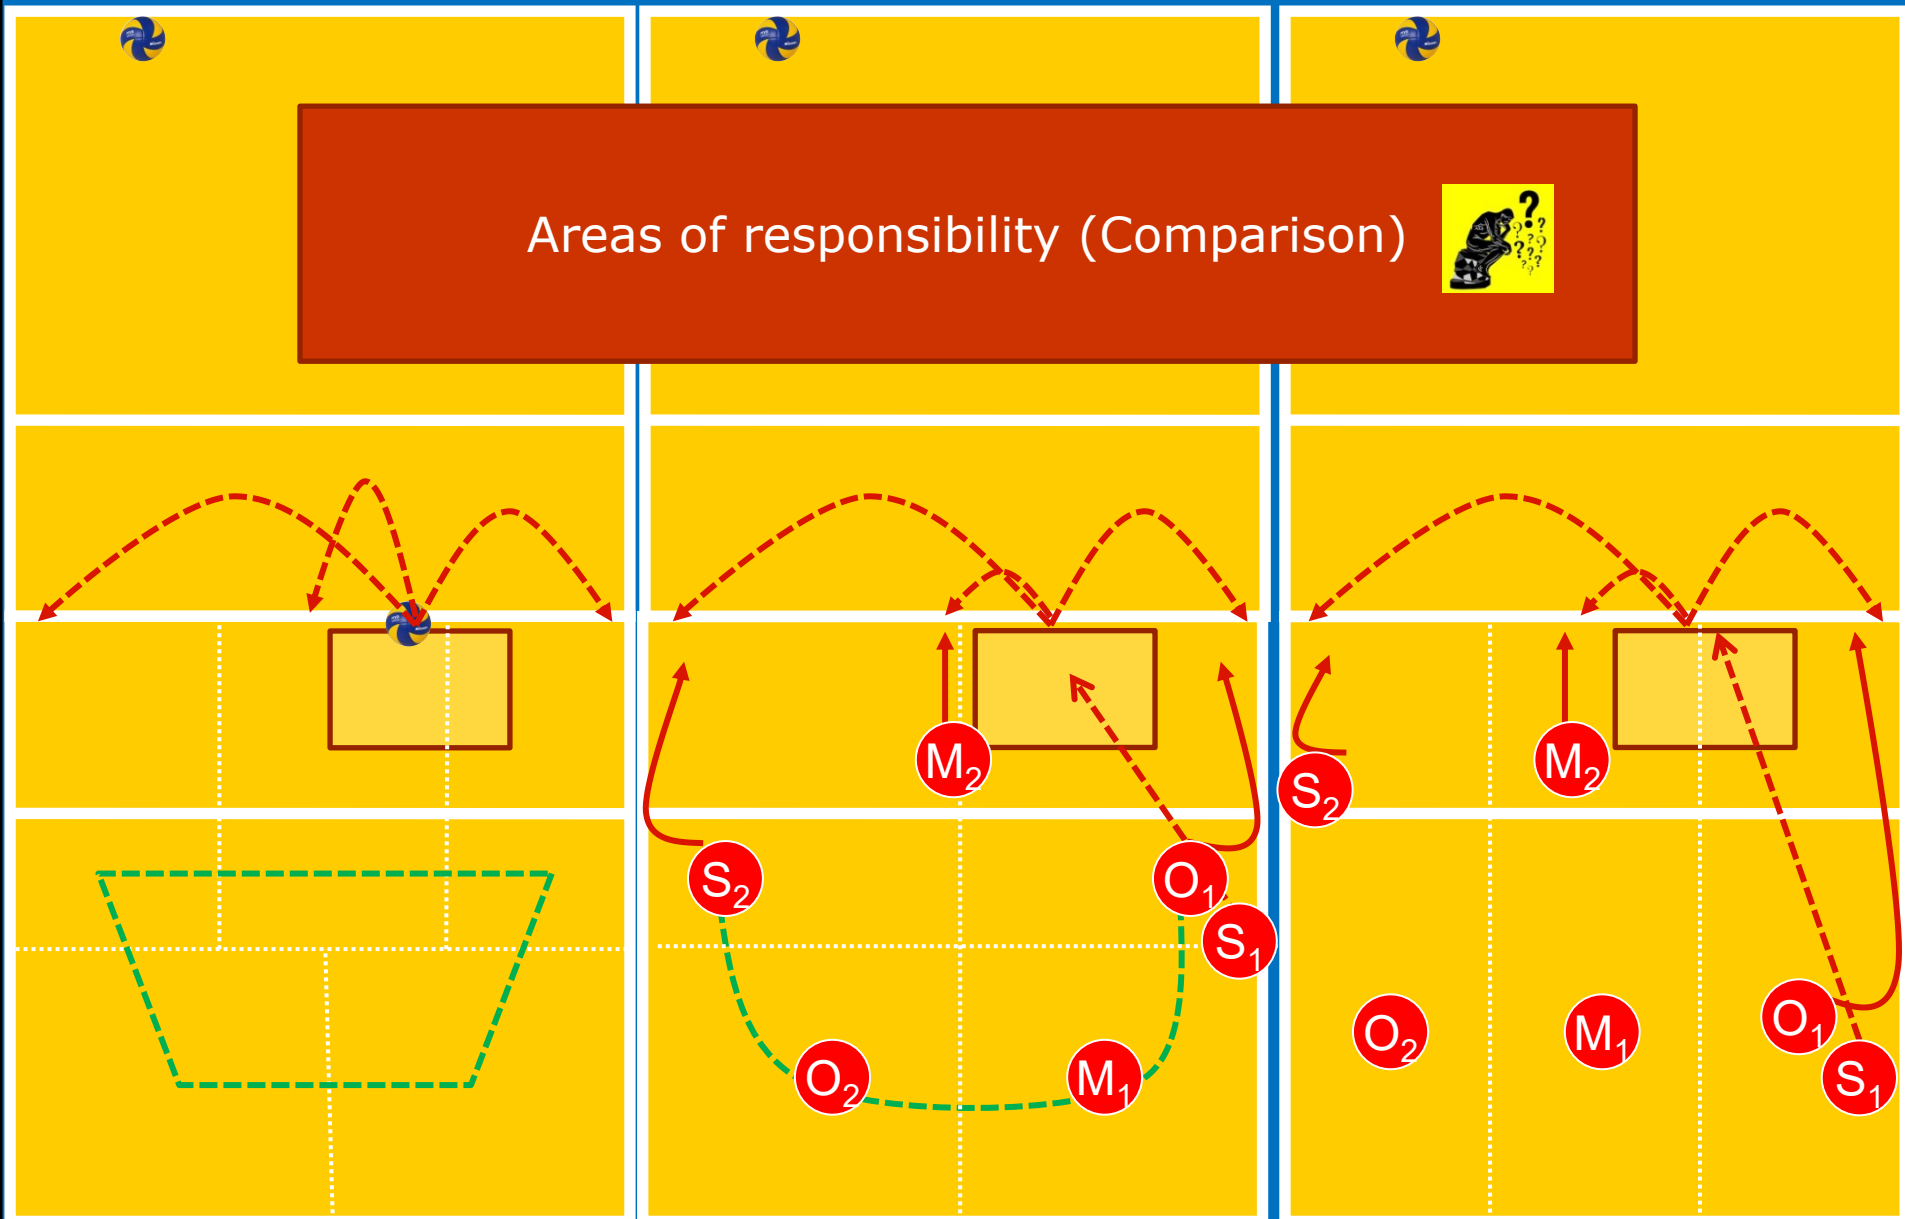 Areas of responsibility (Comparison)
? ? ? ? ? ? ? ? ? ? ?
M₂
M₂
S₂
S₂
O₁
S₁
O₂
M₁
O₂
M₁
O₁
S₁